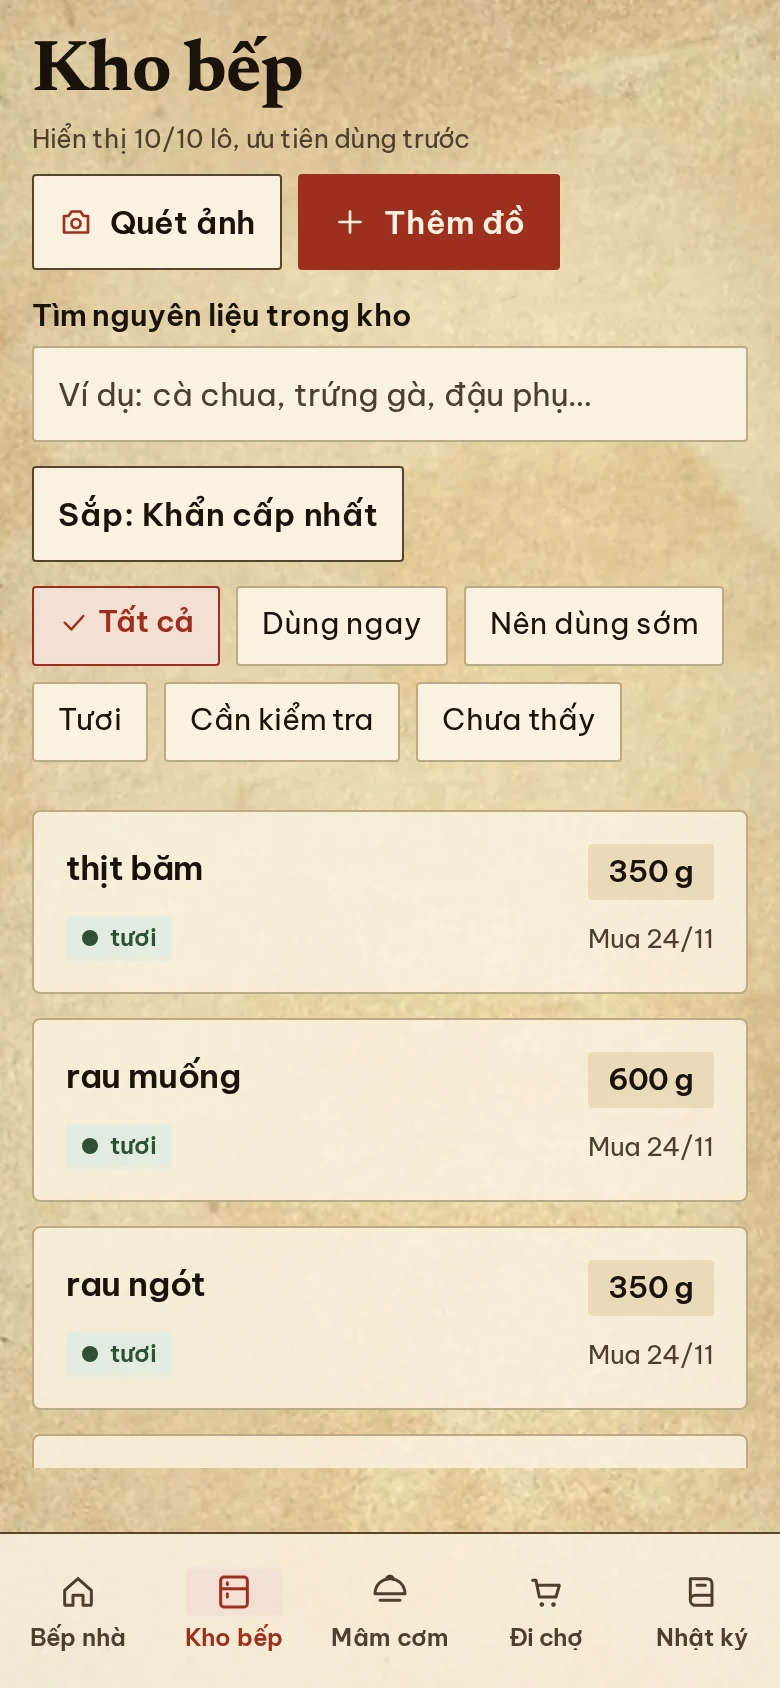 Kho bếp
Hiển thị 10/10 lô, ưu tiên dùng trước
Quét ảnh
Thêm đồ
Tìm nguyên liệu trong kho
Ví dụ: cà chua, trứng gà, đậu phụ...
Sắp: Khẩn cấp nhất
Tất cả
Dùng ngay
Nên dùng sớm
Tươi
Cần kiểm tra
Chưa thấy
thịt băm
350 g
tươi
Mua 24/11
rau muống
600 g
tươi
Mua 24/11
rau ngót
350 g
tươi
Mua 24/11
Bếp nhà
Kho bếp
Mâm cơm
Đi chợ
Nhật ký